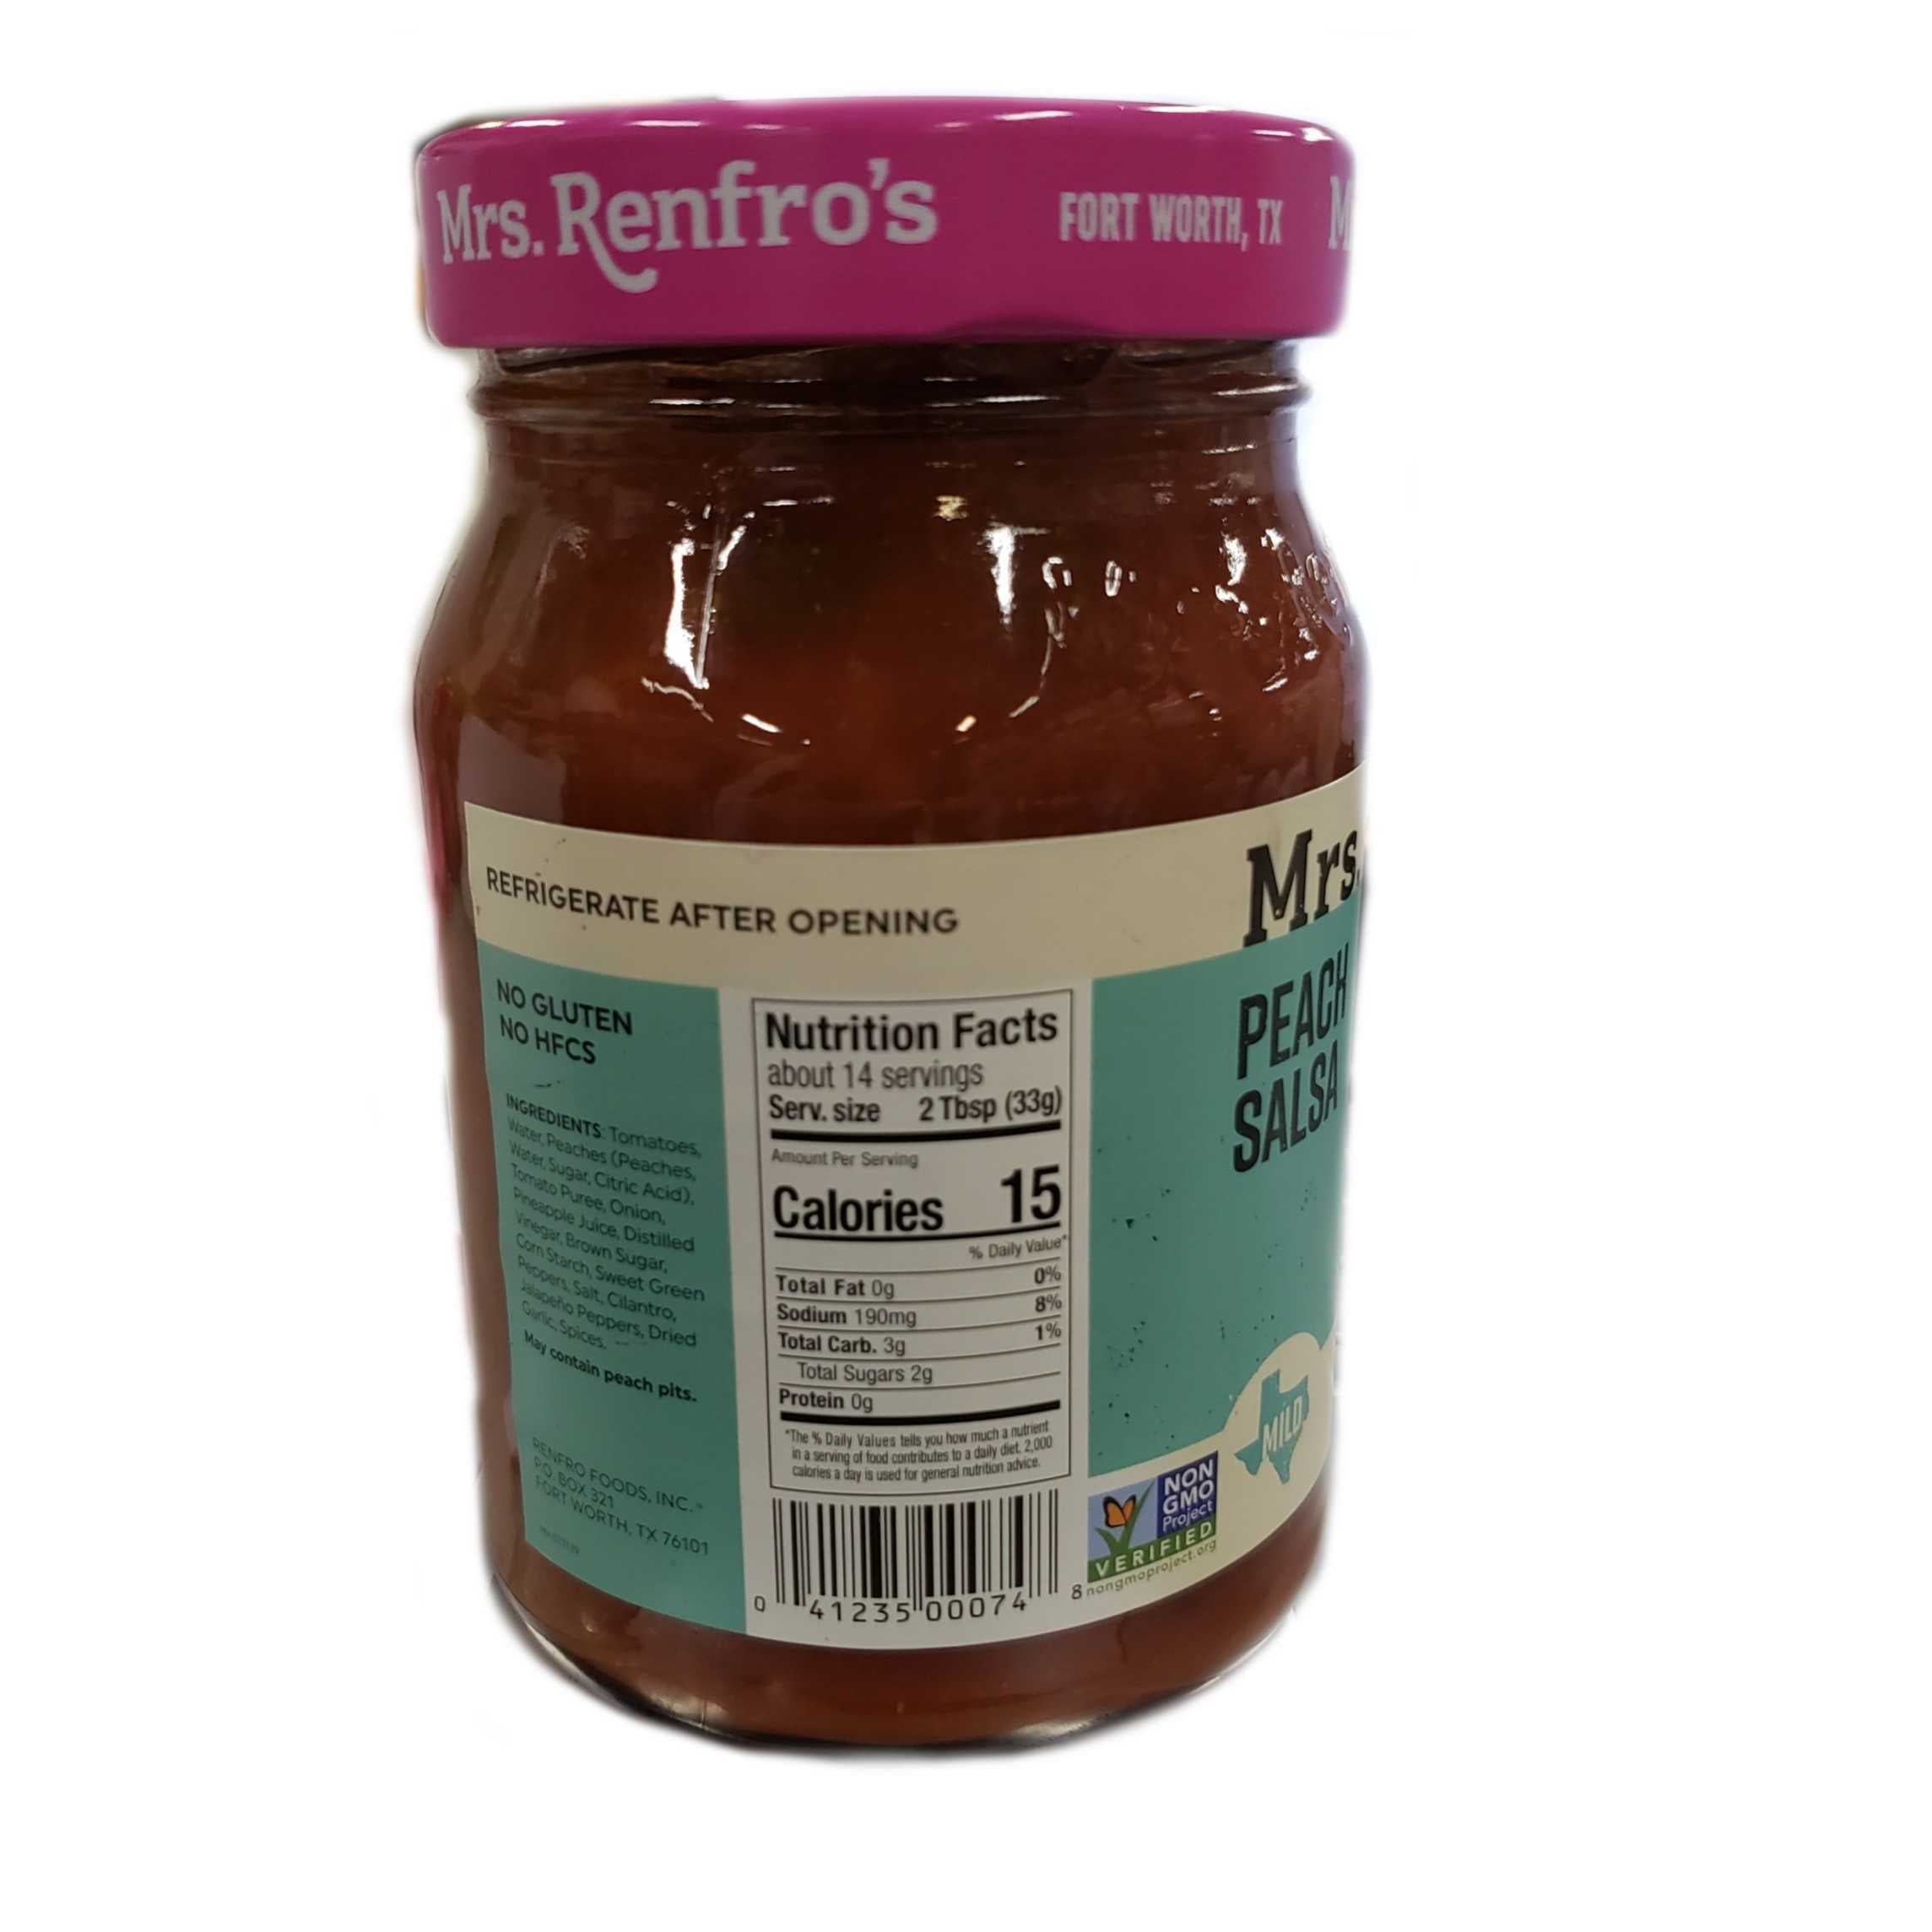 Mrs. Renfro's
FORT WORTH, TX
M
REFRIGERATE AFTER OPENING
NO GLUTEN
NO HFCS
INGREDIENTS: Tomatoes,
Water, Peaches (Peaches,
Water, Sugar, Citric Acid),
Tomato Puree, Onion,
Pineapple Juice, Distilled
Vinegar, Brown Sugar,
Corn Starch, Sweet Green
Peppers, Salt, Cilantro,
Jalapeño Peppers, Dried
Garlic, Spices.
May contain peach pits.
RENFRO FOODS, INC.
P.O. BOX 321
FORT WORTH, TX 76101
Nutrition Facts
about 14 servings
Serv. size 2 Tbsp (33g)
Amount Per Serving
Calories 15
% Daily Value*
Total Fat 0g 0%
Sodium 190mg 8%
Total Carb. 3g 1%
Total Sugars 2g
Protein 0g
*The % Daily Values tells you how much a nutrient
in a serving of food contributes to a daily diet. 2,000
calories a day is used for general nutrition advice.
0 41235 00074 8
Mrs.
PEACH
SALSA
MILD
NON
GMO
Project
VERIFIED
nongmoproject.org